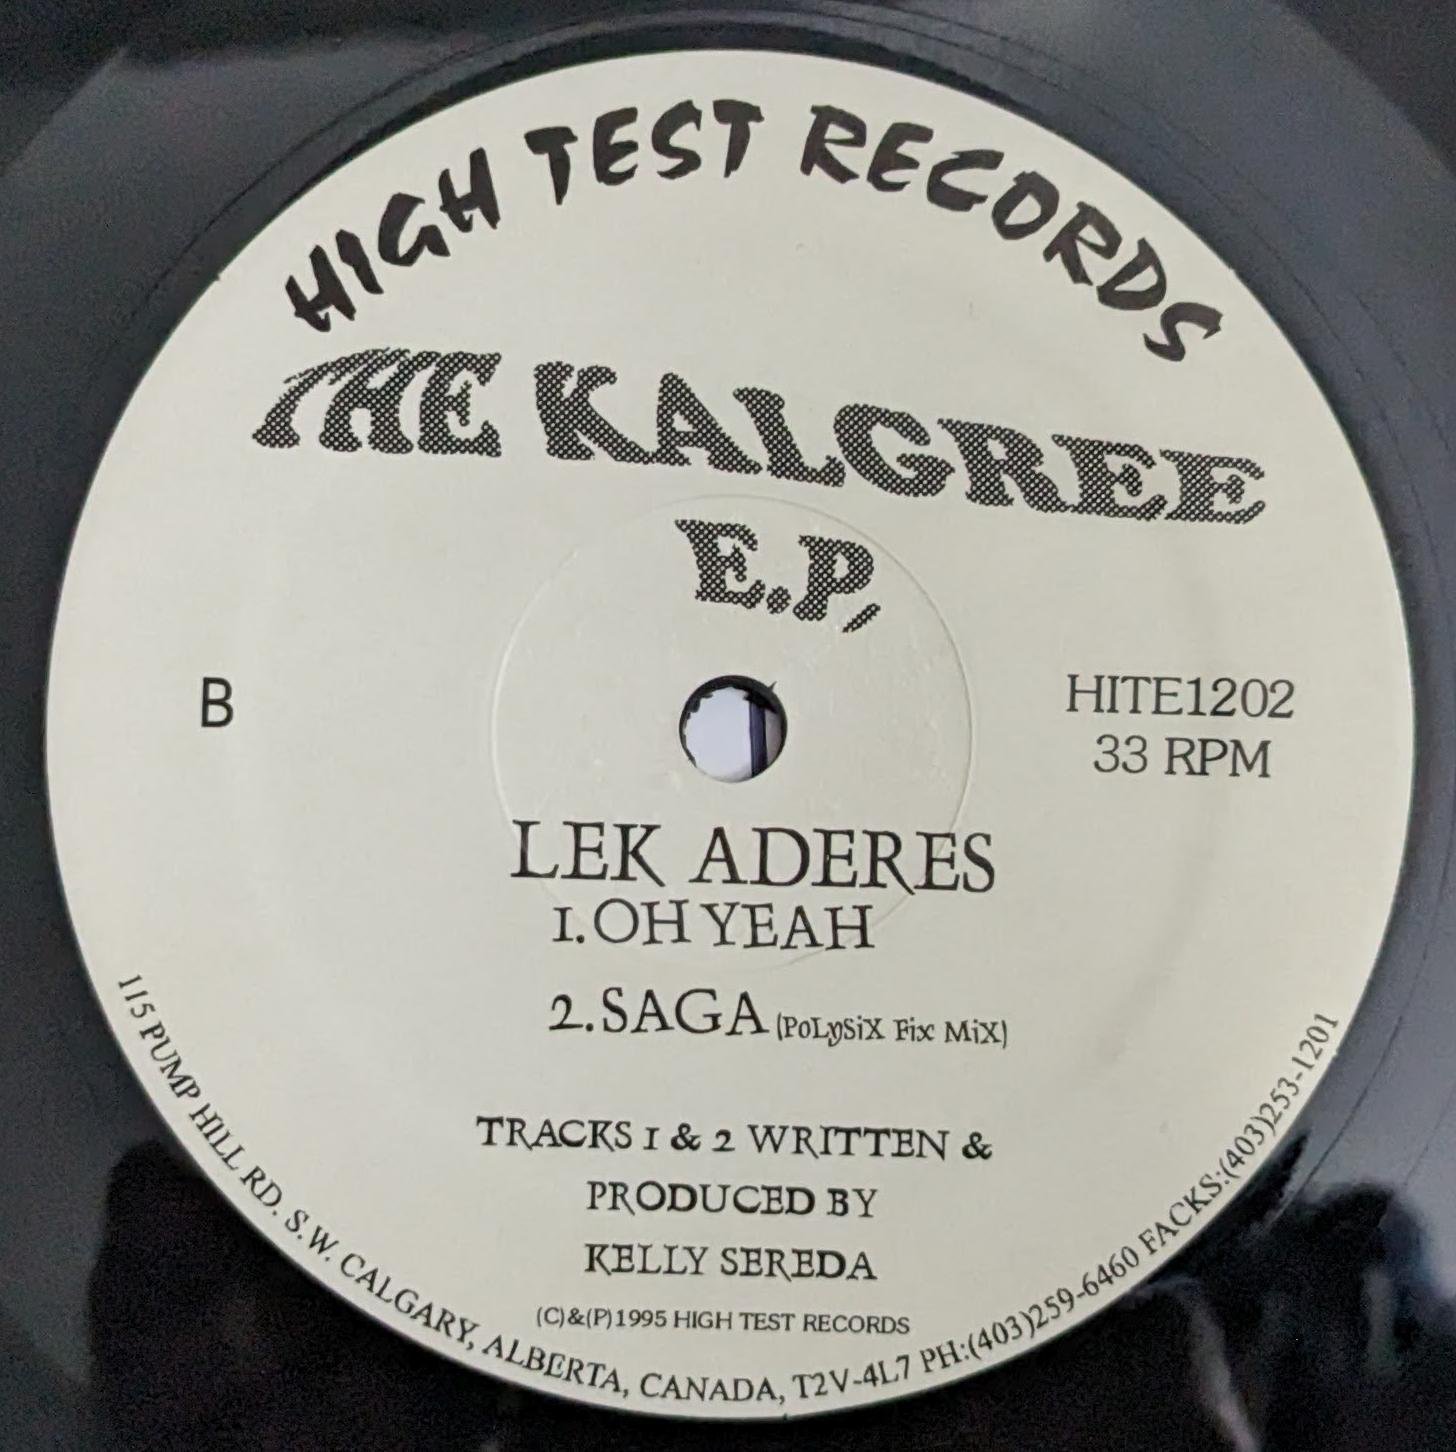 HIGH TEST RECORDS
THE KALGREE
E.P,
B
HITE1202
33 RPM
LEK ADERES
1.OH YEAH
2.SAGA (PoLySiX Fix MiX)
TRACKS 1 & 2 WRITTEN &
PRODUCED BY
KELLY SEREDA
(C)&(P)1995 HIGH TEST RECORDS
115 PUMP HILL RD. S.W. CALGARY, ALBERTA, CANADA, T2V-4L7 PH:(403)259-6460 FACKS:(403)253-1201